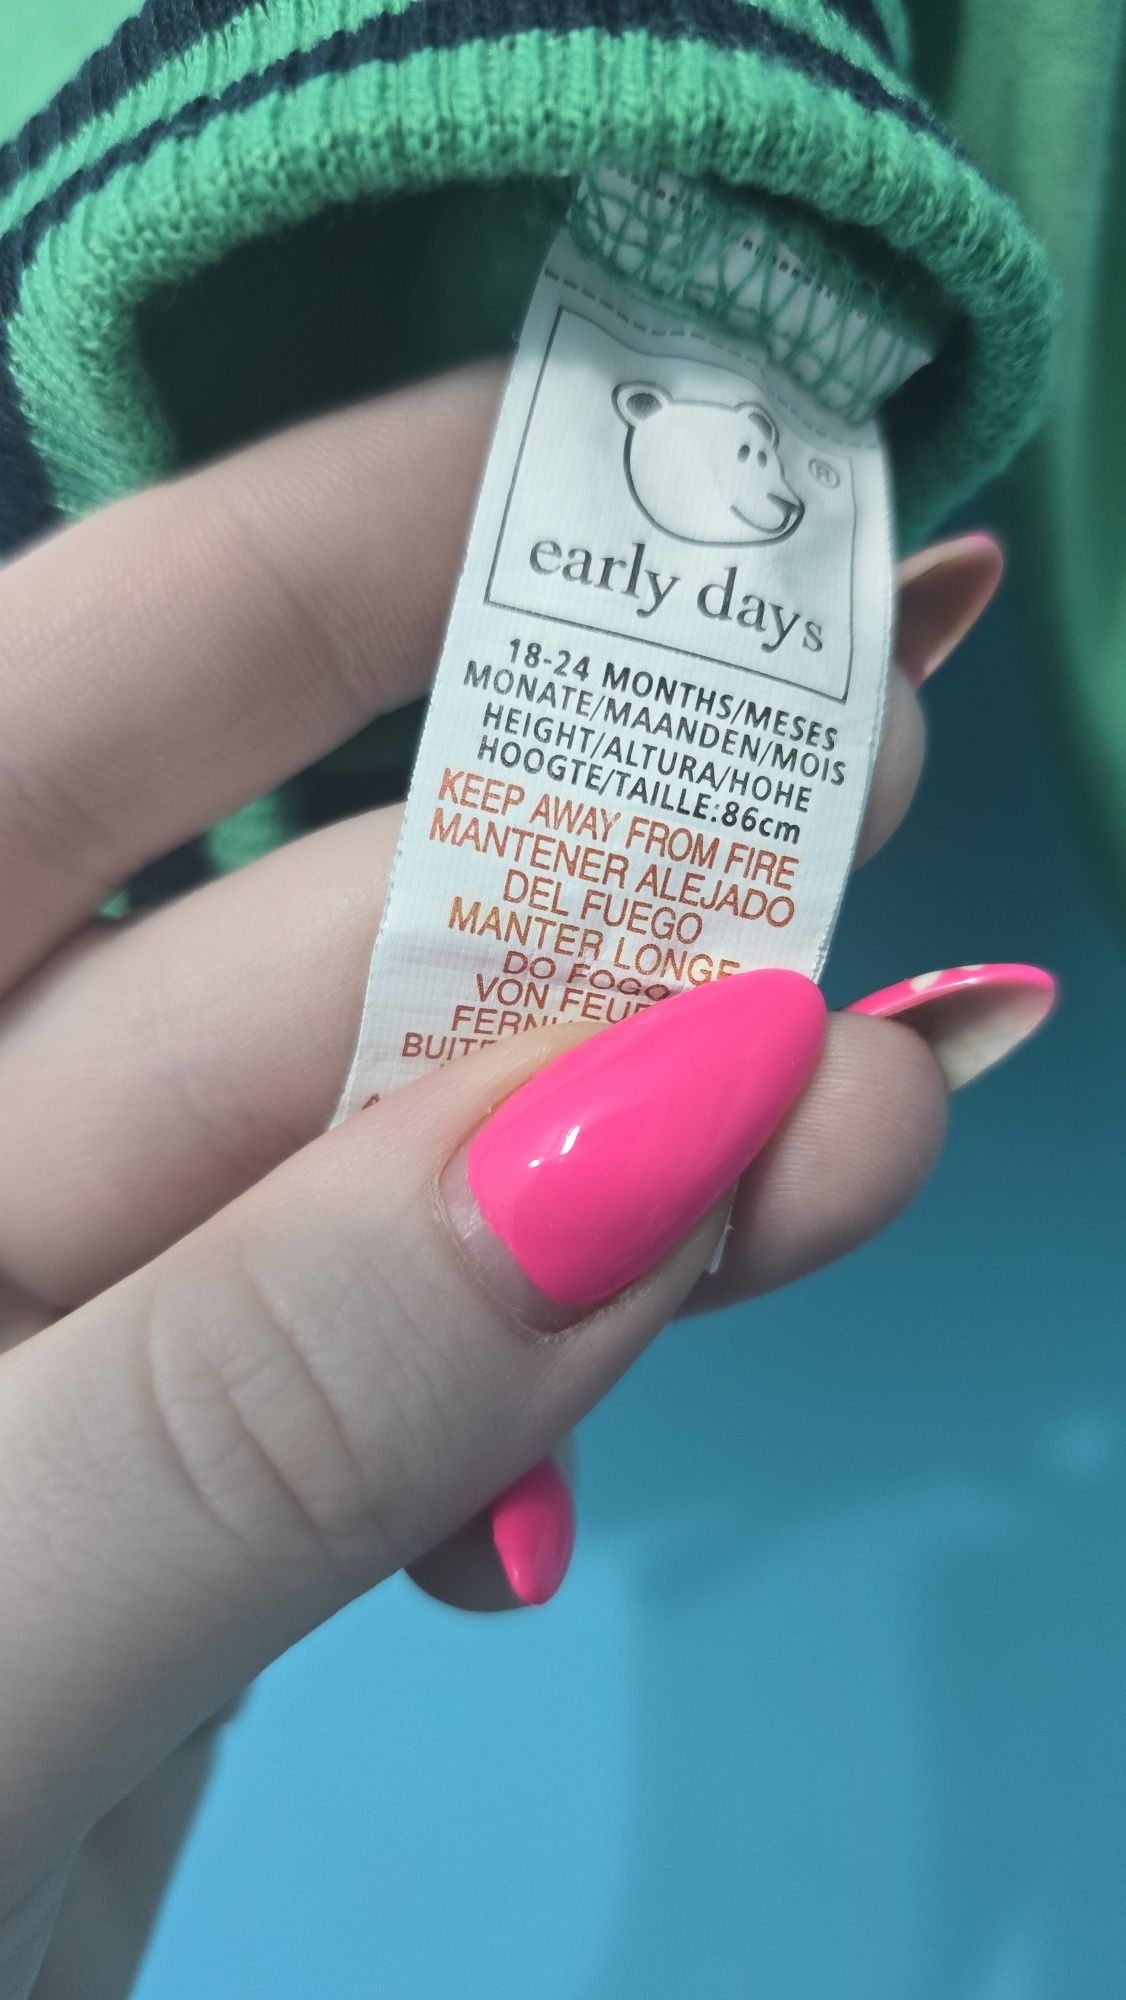 ®
early days
18-24 MONTHS/MESES
MONATE/MAANDEN/MOIS
HEIGHT/ALTURA/HOHE
HOOGTE/TAILLE:86cm
KEEP AWAY FROM FIRE
MANTENER ALEJADO
DEL FUEGO
MANTER LONGE
DO FOGO
VON